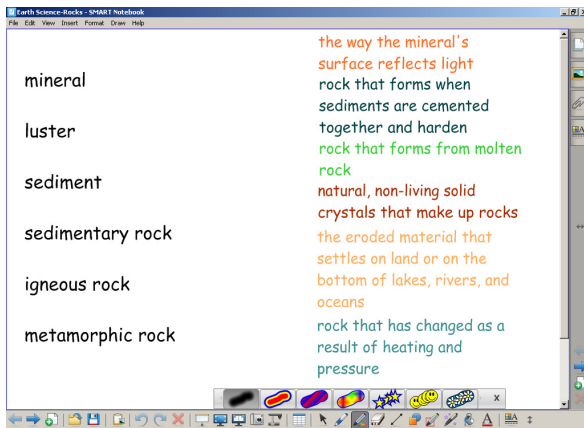 Earth Science-Rocks - SMART Notebook
File Edit View Insert Format Draw Help
mineral
luster
sediment
sedimentary rock
igneous rock
metamorphic rock
the way the mineral's
surface reflects light
rock that forms when
sediments are cemented
together and harden
rock that forms from molten
rock
natural, non-living solid
crystals that make up rocks
the eroded material that
settles on land or on the
bottom of lakes, rivers, and
oceans
rock that has changed as a
result of heating and
pressure